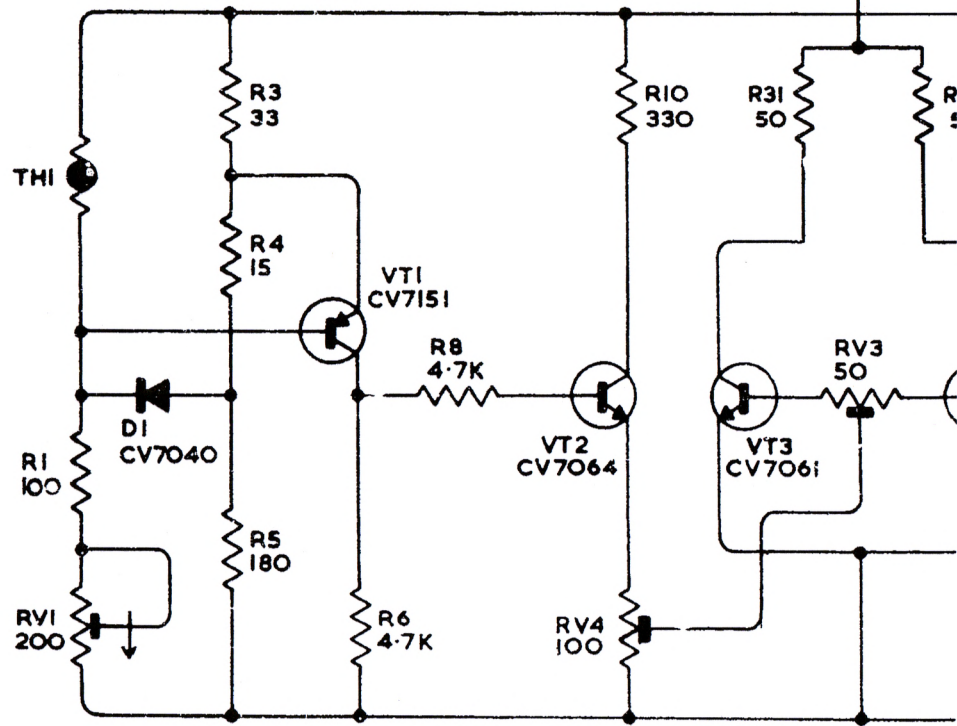 R3
33
R10
330
R31
50
R
5
TH1
R4
15
VT1
CV7151
R8
4·7K
RV3
50
D1
CV7040
VT2
CV7064
VT3
CV7061
R1
100
R5
180
RV1
200
R6
4·7K
RV4
100